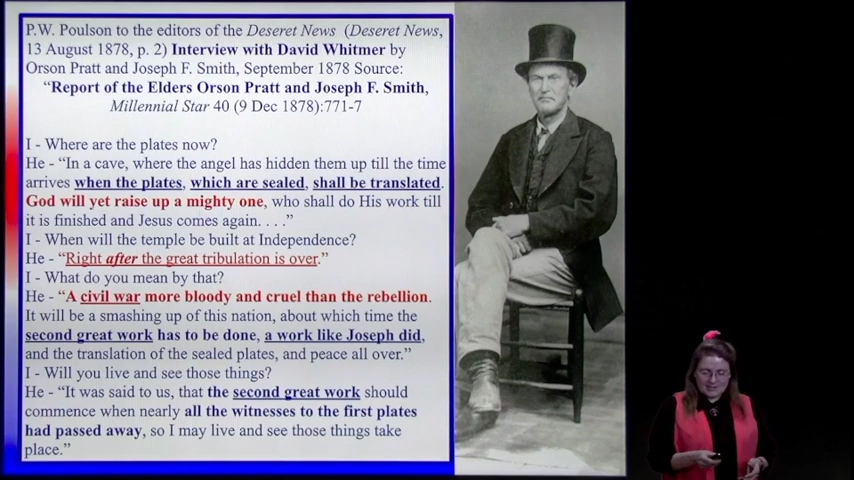 P.W. Poulson to the editors of the Deseret News (Deseret News,
13 August 1878, p. 2) Interview with David Whitmer by
Orson Pratt and Joseph F. Smith, September 1878 Source:
“Report of the Elders Orson Pratt and Joseph F. Smith,
Millennial Star 40 (9 Dec 1878):771-7
I - Where are the plates now?
He - “In a cave, where the angel has hidden them up till the time
arrives when the plates, which are sealed, shall be translated.
God will yet raise up a mighty one, who shall do His work till
it is finished and Jesus comes again. . . .”
I - When will the temple be built at Independence?
He - “Right after the great tribulation is over.”
I - What do you mean by that?
He - “A civil war more bloody and cruel than the rebellion.
It will be a smashing up of this nation, about which time the
second great work has to be done, a work like Joseph did,
and the translation of the sealed plates, and peace all over.”
I - Will you live and see those things?
He - “It was said to us, that the second great work should
commence when nearly all the witnesses to the first plates
had passed away, so I may live and see those things take
place.”